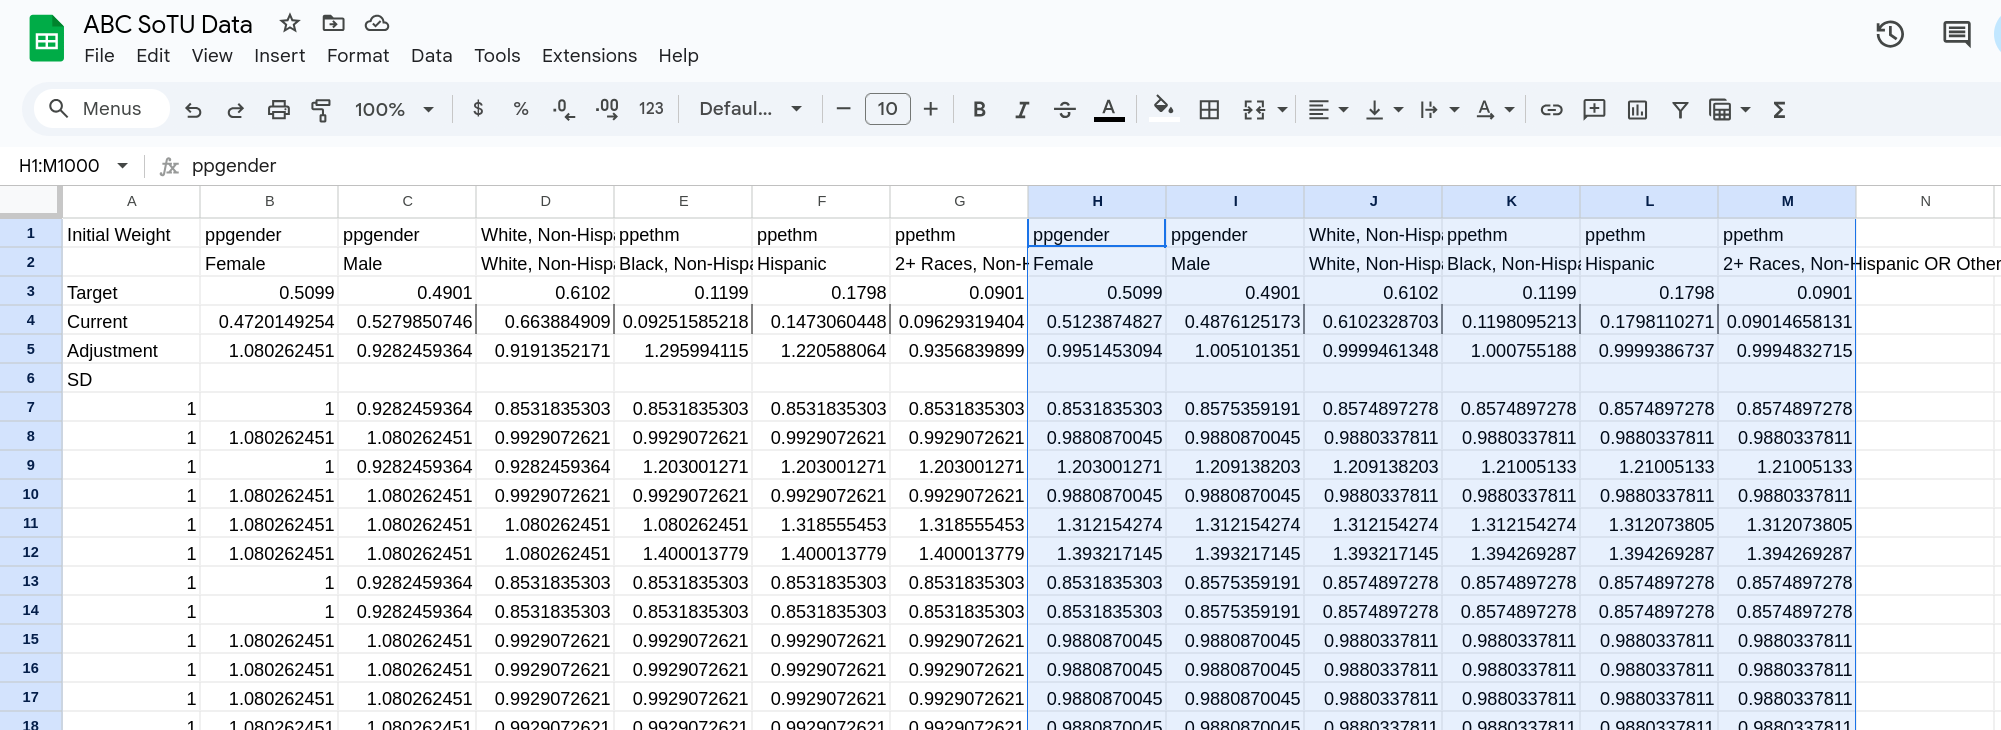 ABC SoTU Data
File Edit View Insert Format Data Tools Extensions Help
Menus 100% $ % .0 .00 123 Defaul... 10 B I A Σ
H1:M1000 fx ppgender
A B C D E F G H I J K L M N
1 Initial Weight ppgender ppgender White, Non-Hispa ppethm ppethm ppethm ppgender ppgender White, Non-Hispa ppethm ppethm ppethm
2 Female Male White, Non-Hispa Black, Non-Hispa Hispanic 2+ Races, Non-H Female Male White, Non-Hispa Black, Non-Hispa Hispanic 2+ Races, Non-Hispanic OR Other
3 Target 0.5099 0.4901 0.6102 0.1199 0.1798 0.0901 0.5099 0.4901 0.6102 0.1199 0.1798 0.0901
4 Current 0.4720149254 0.5279850746 0.663884909 0.09251585218 0.1473060448 0.09629319404 0.5123874827 0.4876125173 0.6102328703 0.1198095213 0.1798110271 0.09014658131
5 Adjustment 1.080262451 0.9282459364 0.9191352171 1.295994115 1.220588064 0.9356839899 0.9951453094 1.005101351 0.9999461348 1.000755188 0.9999386737 0.9994832715
6 SD
7 1 1 0.9282459364 0.8531835303 0.8531835303 0.8531835303 0.8531835303 0.8531835303 0.8575359191 0.8574897278 0.8574897278 0.8574897278 0.8574897278
8 1 1.080262451 1.080262451 0.9929072621 0.9929072621 0.9929072621 0.9929072621 0.9880870045 0.9880870045 0.9880337811 0.9880337811 0.9880337811 0.9880337811
9 1 1 0.9282459364 0.9282459364 1.203001271 1.203001271 1.203001271 1.203001271 1.209138203 1.209138203 1.21005133 1.21005133 1.21005133
10 1 1.080262451 1.080262451 0.9929072621 0.9929072621 0.9929072621 0.9929072621 0.9880870045 0.9880870045 0.9880337811 0.9880337811 0.9880337811 0.9880337811
11 1 1.080262451 1.080262451 1.080262451 1.080262451 1.318555453 1.318555453 1.312154274 1.312154274 1.312154274 1.312154274 1.312073805 1.312073805
12 1 1.080262451 1.080262451 1.080262451 1.400013779 1.400013779 1.400013779 1.393217145 1.393217145 1.393217145 1.394269287 1.394269287 1.394269287
13 1 1 0.9282459364 0.8531835303 0.8531835303 0.8531835303 0.8531835303 0.8531835303 0.8575359191 0.8574897278 0.8574897278 0.8574897278 0.8574897278
14 1 1 0.9282459364 0.8531835303 0.8531835303 0.8531835303 0.8531835303 0.8531835303 0.8575359191 0.8574897278 0.8574897278 0.8574897278 0.8574897278
15 1 1.080262451 1.080262451 0.9929072621 0.9929072621 0.9929072621 0.9929072621 0.9880870045 0.9880870045 0.9880337811 0.9880337811 0.9880337811 0.9880337811
16 1 1.080262451 1.080262451 0.9929072621 0.9929072621 0.9929072621 0.9929072621 0.9880870045 0.9880870045 0.9880337811 0.9880337811 0.9880337811 0.9880337811
17 1 1.080262451 1.080262451 0.9929072621 0.9929072621 0.9929072621 0.9929072621 0.9880870045 0.9880870045 0.9880337811 0.9880337811 0.9880337811 0.9880337811
18 1 1.080262451 1.080262451 0.9929072621 0.9929072621 0.9929072621 0.9929072621 0.9880870045 0.9880870045 0.9880337811 0.9880337811 0.9880337811 0.9880337811